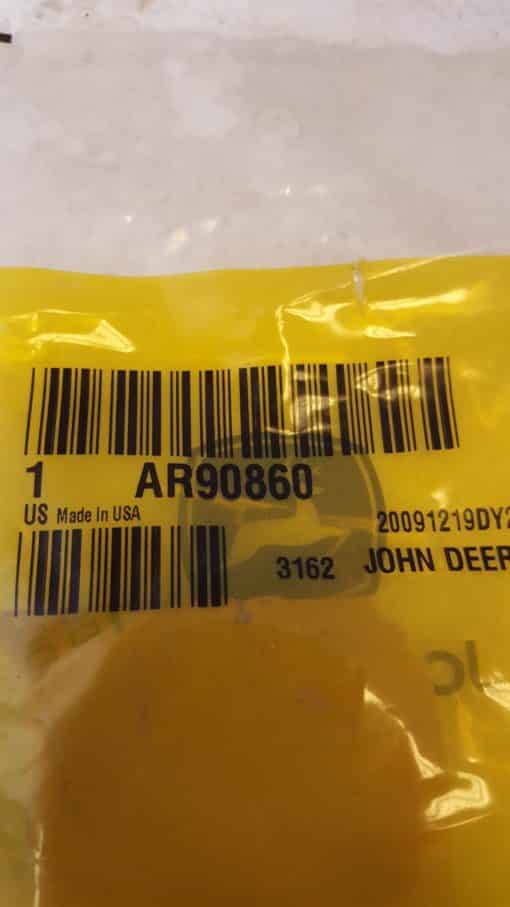 1 AR90860
US Made In USA
20091219DY2
3162 JOHN DEER